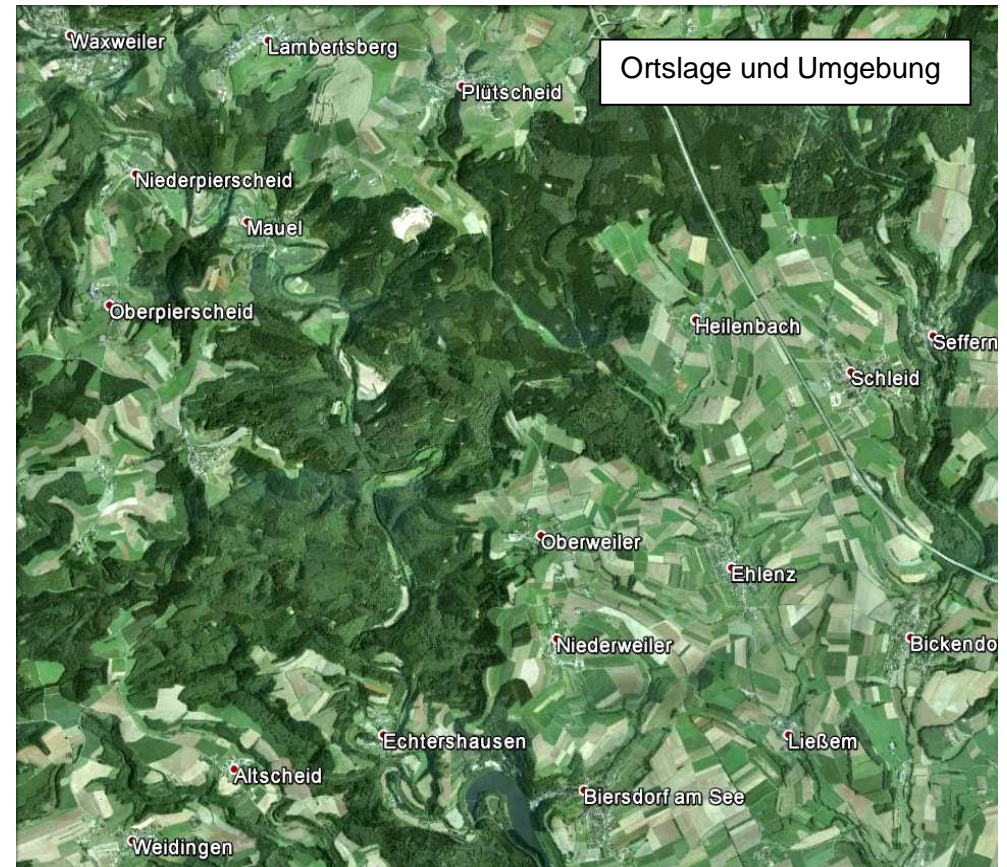 Waxweiler
Lambertsberg
Ortslage und Umgebung
Plütscheid
Niederpierscheid
Mauel
Oberpierscheid
Heilenbach
Seffern
Schleid
Oberweiler
Ehlenz
Niederweiler
Bickendo
Echtershausen
Ließem
Altscheid
Biersdorf am See
Weidingen